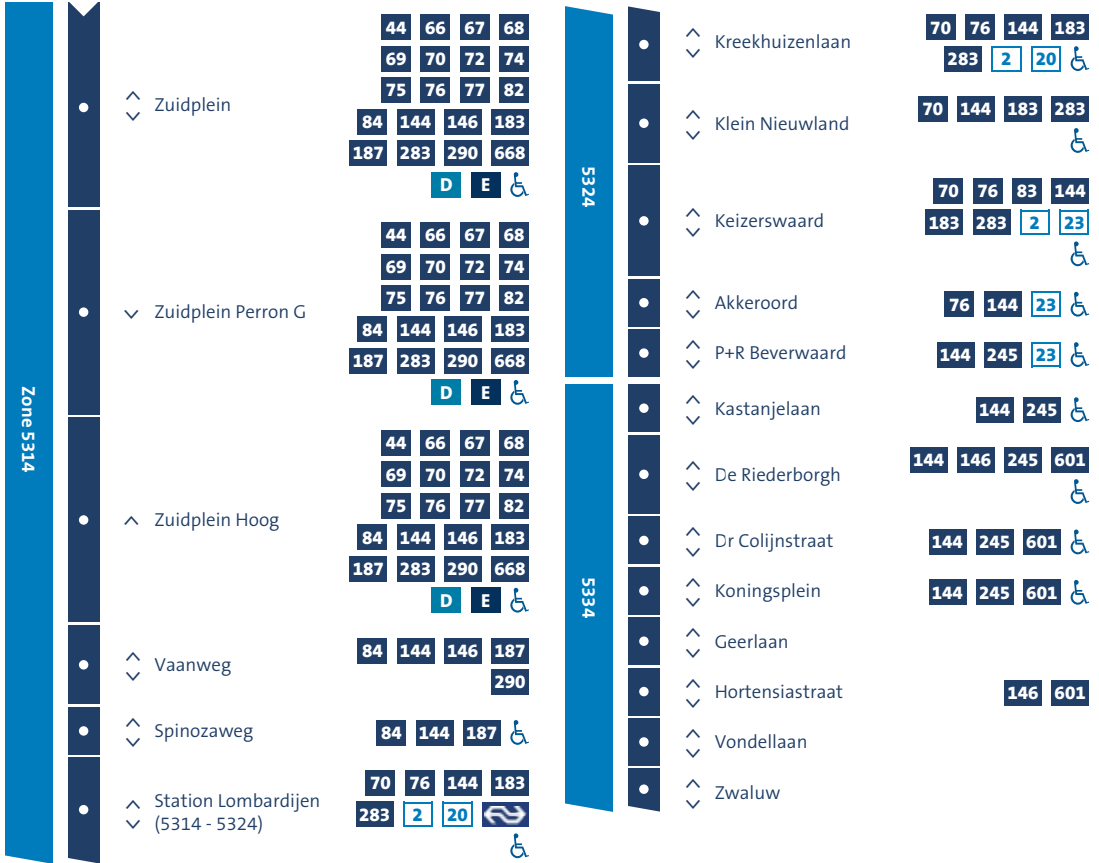 Zone 5314
44 66 67 68
69 70 72 74
Zuidplein
75 76 77 82
84 144 146 183
187 283 290 668
D E
44 66 67 68
69 70 72 74
75 76 77 82
Zuidplein Perron G
84 144 146 183
187 283 290 668
D E
44 66 67 68
69 70 72 74
75 76 77 82
Zuidplein Hoog
84 144 146 183
187 283 290 668
D E
Vaanweg
84 144 146 187
290
Spinozaweg
84 144 187
70 76 144 183
Station Lombardijen
(5314 - 5324)
283 2 20
5324
Kreekhuizenlaan
70 76 144 183
283 2 20
Klein Nieuwland
70 144 183 283
Keizerswaard
70 76 83 144
183 283 2 23
Akkeroord
76 144 23
P+R Beverwaard
144 245 23
5334
Kastanjelaan
144 245
De Riederborgh
144 146 245 601
Dr Colijnstraat
144 245 601
Koningsplein
144 245 601
Geerlaan
Hortensiastraat
146 601
Vondellaan
Zwaluw